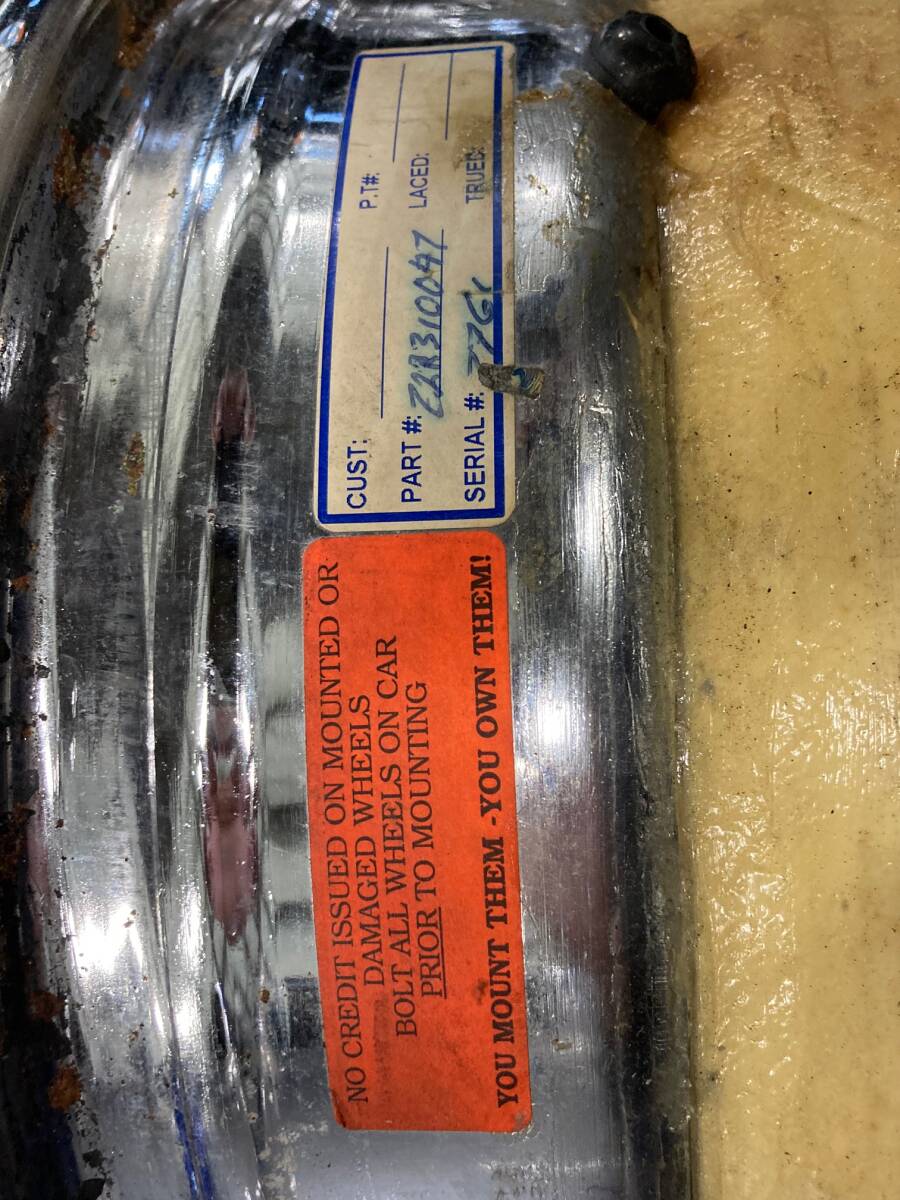 CUST: P.T#:
PART #: LACED:
SERIAL #: TRUED:
NO CREDIT ISSUED ON MOUNTED OR
DAMAGED WHEELS
BOLT ALL WHEELS ON CAR
PRIOR TO MOUNTING
YOU MOUNT THEM -YOU OWN THEM!